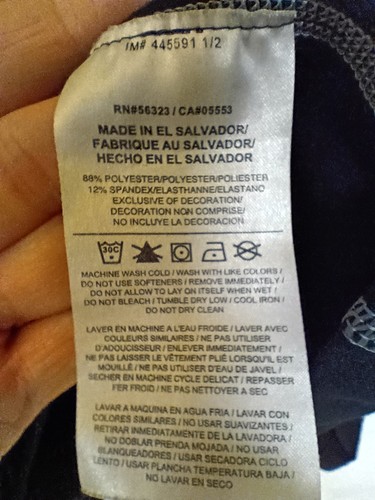 IM# 445591 1/2
RN#56323 / CA#05553
MADE IN EL SALVADOR/
FABRIQUE AU SALVADOR/
HECHO EN EL SALVADOR
88% POLYESTER/POLYESTER/POLIESTER
12% SPANDEX/ELASTHANNE/ELASTANO
EXCLUSIVE OF DECORATION/
DECORATION NON COMPRISE/
NO INCLUYE LA DECORACION
30C
MACHINE WASH COLD / WASH WITH LIKE COLORS /
DO NOT USE SOFTENERS / REMOVE IMMEDIATELY /
DO NOT ALLOW TO LAY ON ITSELF WHEN WET /
DO NOT BLEACH / TUMBLE DRY LOW / COOL IRON /
DO NOT DRY CLEAN
LAVER EN MACHINE A L'EAU FROIDE / LAVER AVEC
COULEURS SIMILAIRES / NE PAS UTILISER
D'ADOUCISSEUR / ENLEVER IMMEDIATEMENT /
NE PAS LAISSER LE VÊTEMENT PLIÉ LORSQU'IL EST
MOUILLÉ / NE PAS UTILISER D'EAU DE JAVEL /
SECHER EN MACHINE CYCLE DELICAT / REPASSER
FER FROID / NE PAS NETTOYER A SEC
LAVAR A MAQUINA EN AGUA FRIA / LAVAR CON
COLORES SIMILARES / NO USAR SUAVIZANTES /
RETIRAR IMMEDIATAMENTE DE LA LAVADORA /
NO DOBLAR PRENDA MOJADA / NO USAR
BLANQUEADORES / USAR SECADORA CICLO
LENTO / USAR PLANCHA TEMPERATURA BAJA /
NO LAVAR EN SECO